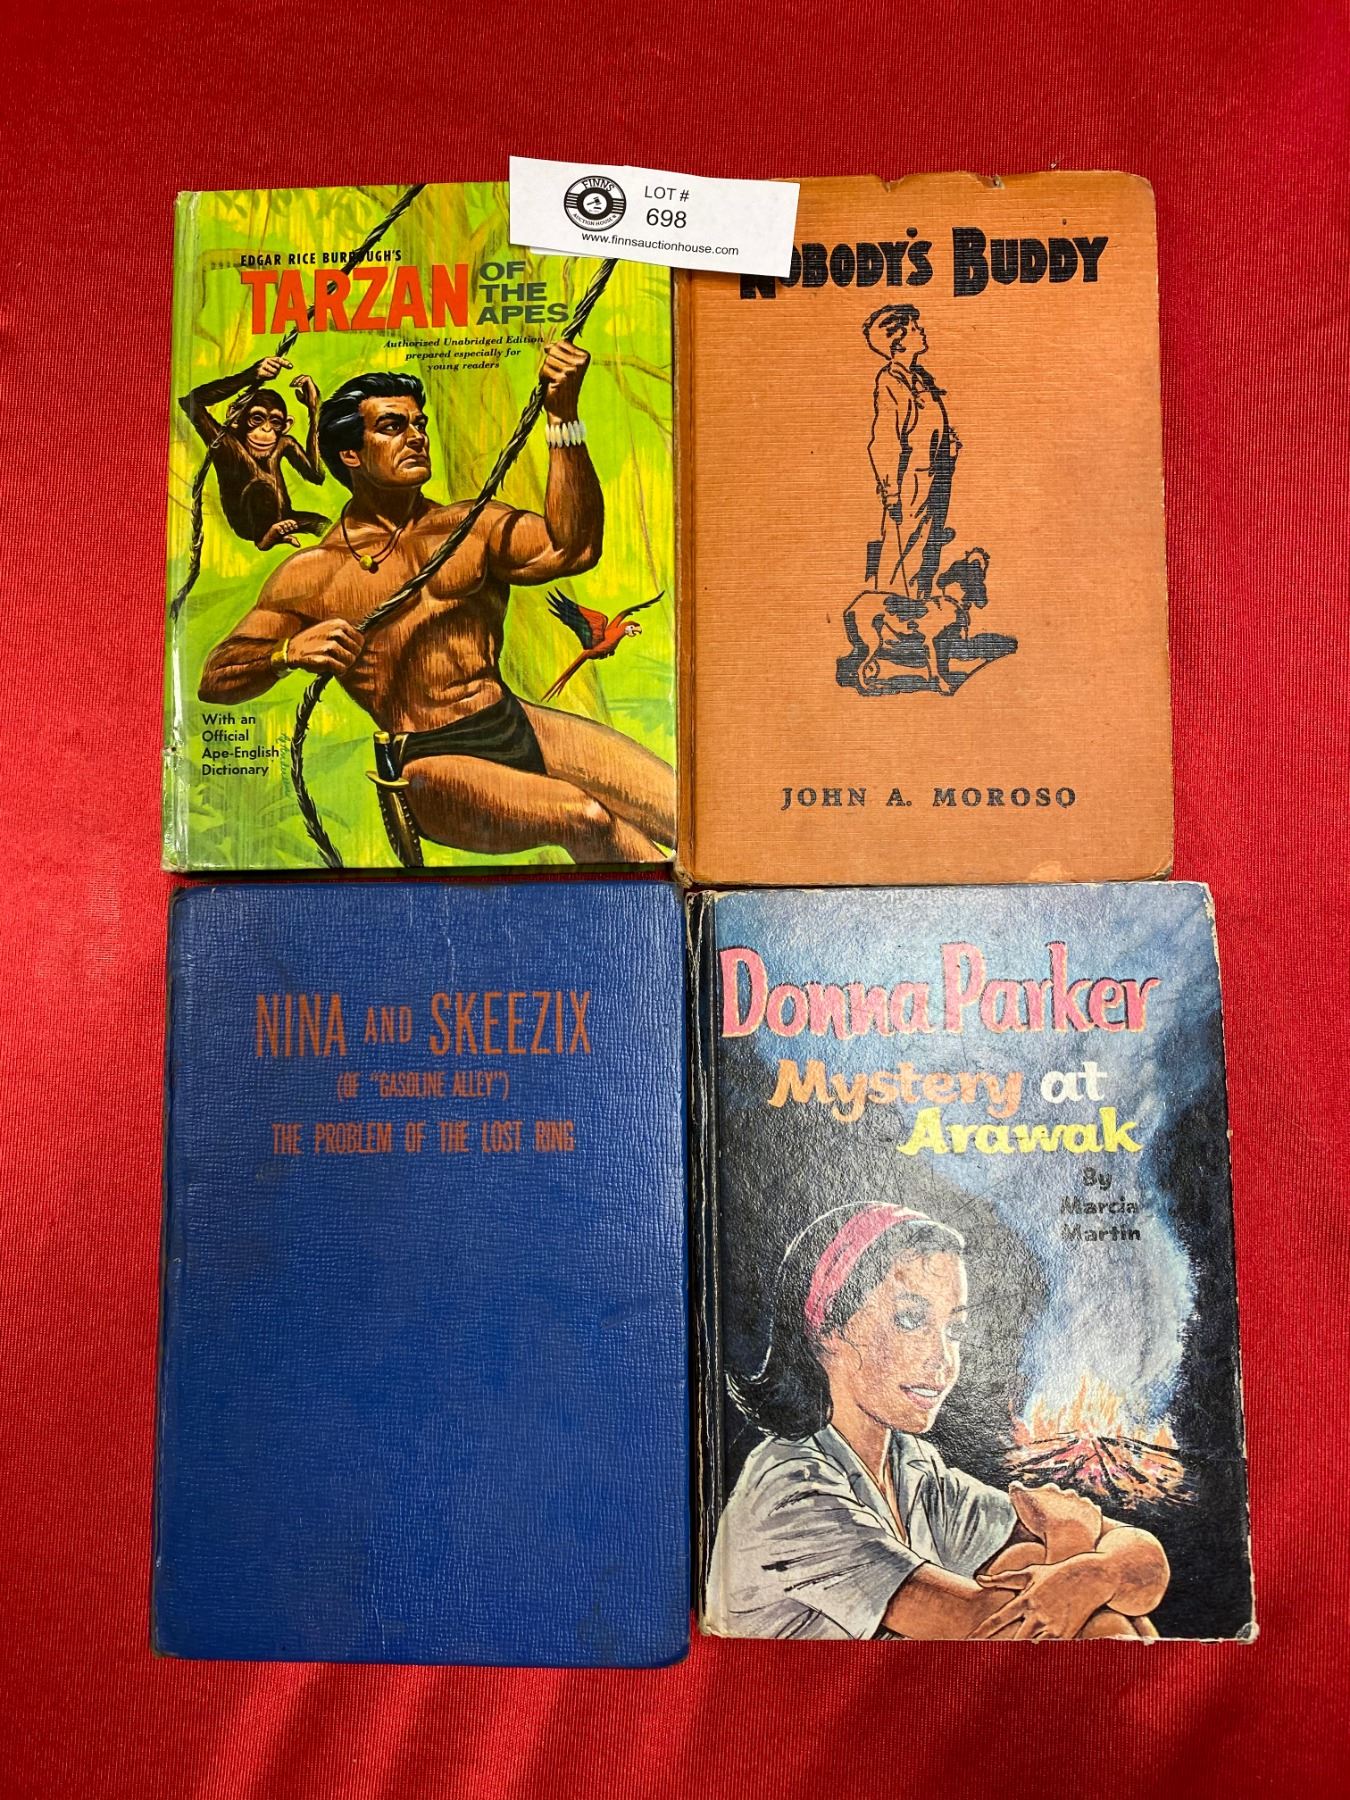 FINNS
AUCTION HOUSE
LOT #
698
www.finnsauctionhouse.com
EDGAR RICE BURROUGH'S
TARZAN
OF
THE
APES
Authorized Unabridged Edition
prepared especially for
young readers
With an
Official
Ape-English
Dictionary
NOBODY'S BUDDY
JOHN A. MOROSO
NINA AND SKEEZIX
(OF "GASOLINE ALLEY")
THE PROBLEM OF THE LOST RING
Donna Parker
Mystery at
Arawak
By
Marcia
Martin